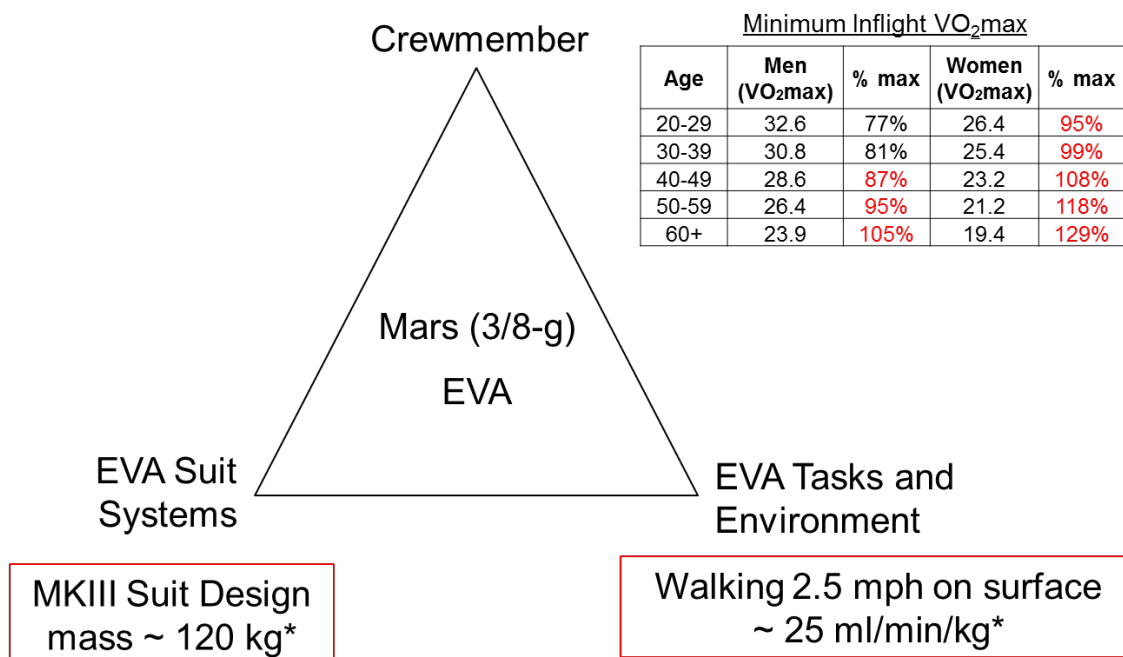 Crewmember
Minimum Inflight VO₂max
Age Men (VO₂max) % max Women (VO₂max) % max
20-29 32.6 77% 26.4 95%
30-39 30.8 81% 25.4 99%
40-49 28.6 87% 23.2 108%
50-59 26.4 95% 21.2 118%
60+ 23.9 105% 19.4 129%
Mars (3/8-g)
EVA
EVA Suit
Systems
EVA Tasks and
Environment
MKIII Suit Design
mass ~ 120 kg*
Walking 2.5 mph on surface
~ 25 ml/min/kg*